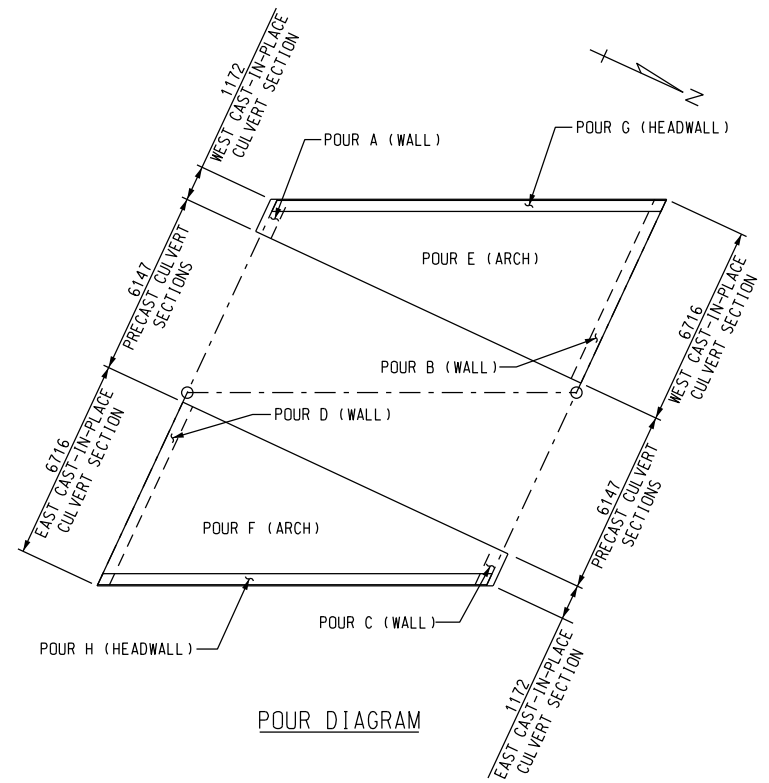 1172
WEST CAST-IN-PLACE
CULVERT SECTION
N
POUR A (WALL)
POUR G (HEADWALL)
6147
PRECAST CULVERT
SECTIONS
POUR E (ARCH)
6716
WEST CAST-IN-PLACE
CULVERT SECTION
POUR B (WALL)
POUR D (WALL)
6716
EAST CAST-IN-PLACE
CULVERT SECTION
6147
PRECAST CULVERT
SECTIONS
POUR F (ARCH)
POUR C (WALL)
POUR H (HEADWALL)
1172
EAST CAST-IN-PLACE
CULVERT SECTION
POUR DIAGRAM